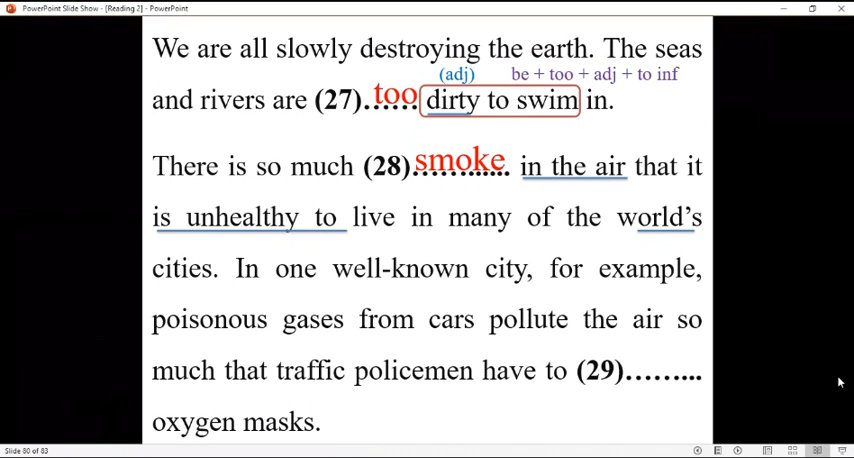 PowerPoint Slide Show - [Reading 2] - PowerPoint
We are all slowly destroying the earth. The seas
(adj) be + too + adj + to inf
and rivers are (27)……too dirty to swim in.
There is so much (28)…smoke… in the air that it
is unhealthy to live in many of the world’s
cities. In one well-known city, for example,
poisonous gases from cars pollute the air so
much that traffic policemen have to (29)……...
oxygen masks.
Slide 80 of 83